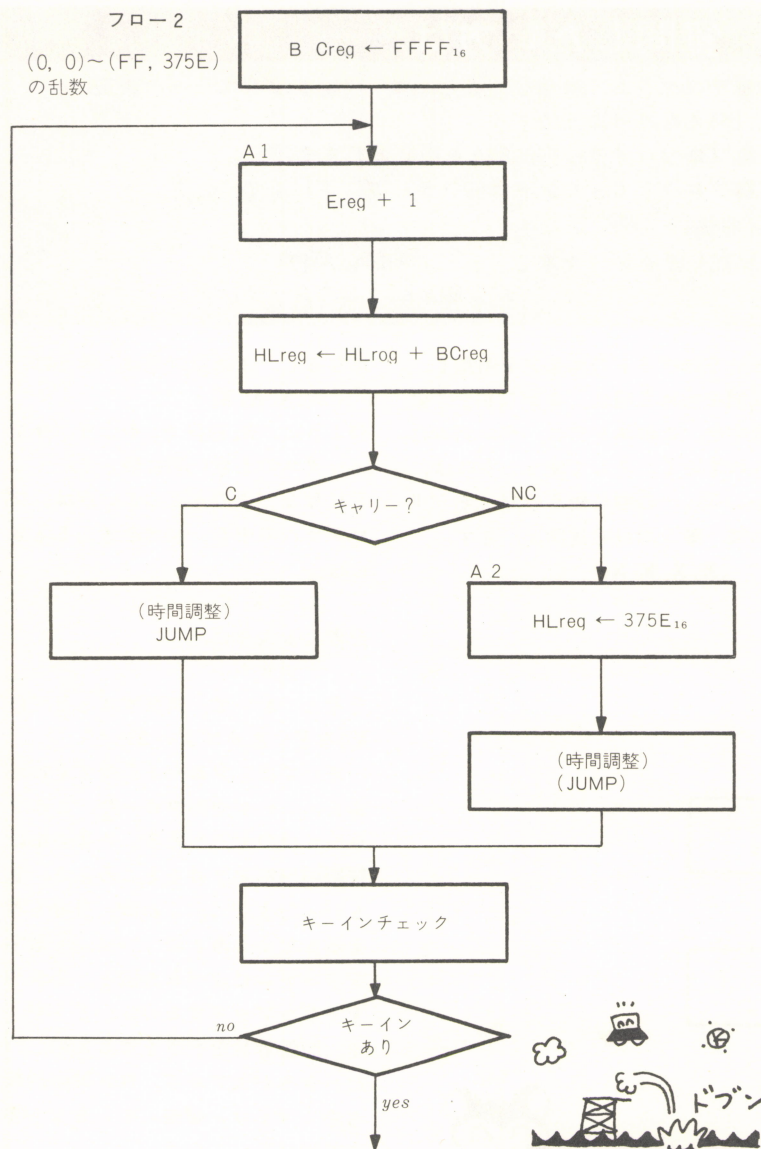 フロー2
(0, 0)~(FF, 375E)
の乱数
B Creg ← FFFF₁₆
A 1
Ereg + 1
HLreg ← HLrog + BCreg
キャリー?
C
NC
(時間調整)
JUMP
A 2
HLreg ← 375E₁₆
(時間調整)
(JUMP)
キーインチェック
キーイン
あり
no
yes
ドブン